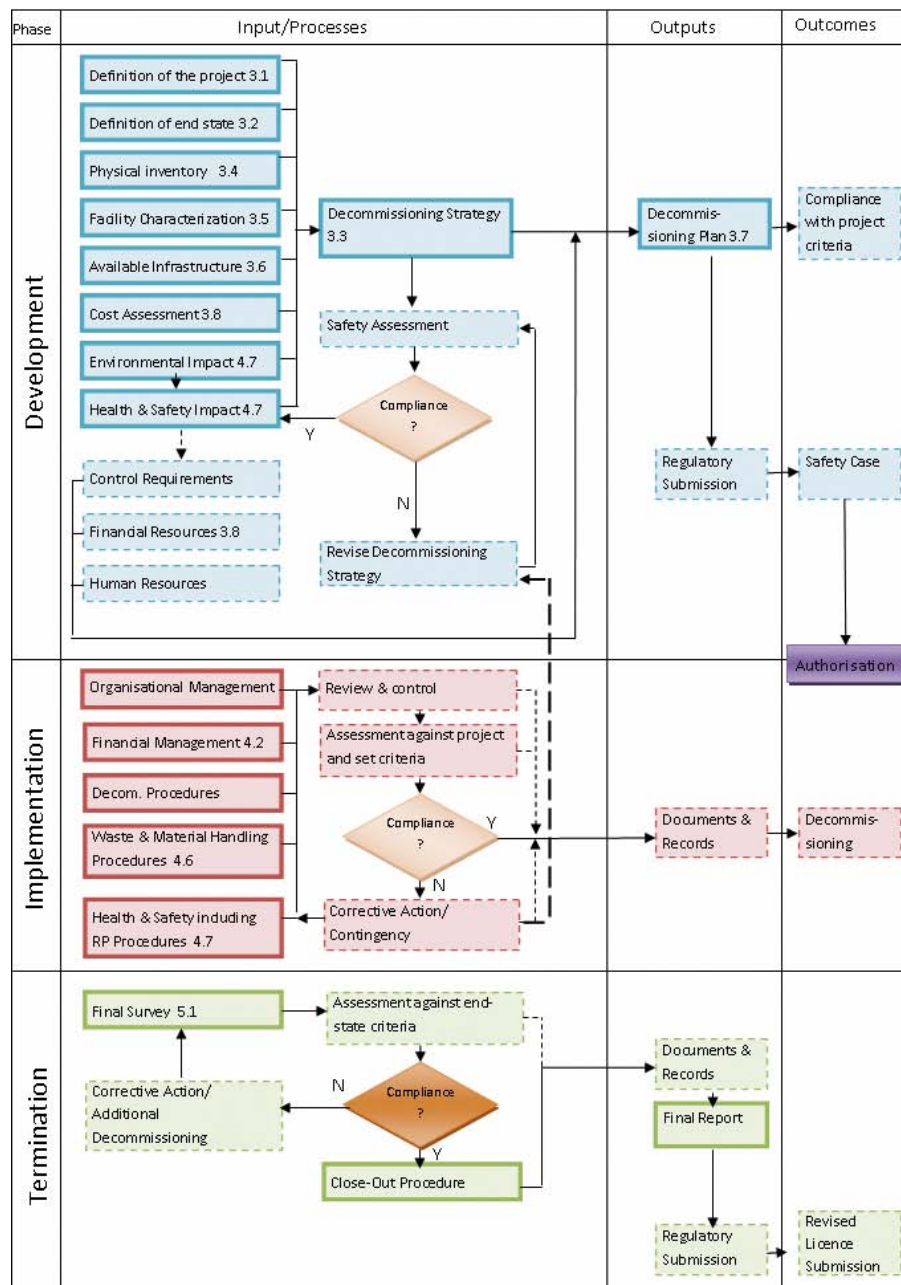 Phase
Input/Processes
Outputs
Outcomes
Development
Definition of the project 3.1
Definition of end state 3.2
Physical inventory 3.4
Facility Characterization 3.5
Available Infrastructure 3.6
Cost Assessment 3.8
Environmental Impact 4.7
Health & Safety Impact 4.7
Control Requirements
Financial Resources 3.8
Human Resources
Decommissioning Strategy
3.3
Safety Assessment
Compliance
?
Y
N
Revise Decommissioning
Strategy
Decommis-
sioning Plan 3.7
Regulatory
Submission
Compliance
with project
criteria
Safety Case
Authorisation
Implementation
Organisational Management
Financial Management 4.2
Decom. Procedures
Waste & Material Handling
Procedures 4.6
Health & Safety including
RP Procedures 4.7
Review & control
Assessment against project
and set criteria
Compliance
?
Y
N
Corrective Action/
Contingency
Documents &
Records
Decommis-
sioning
Termination
Final Survey 5.1
Corrective Action/
Additional
Decommissioning
Assessment against end-
state criteria
Compliance
?
N
Y
Close-Out Procedure
Documents &
Records
Final Report
Regulatory
Submission
Revised
Licence
Submission